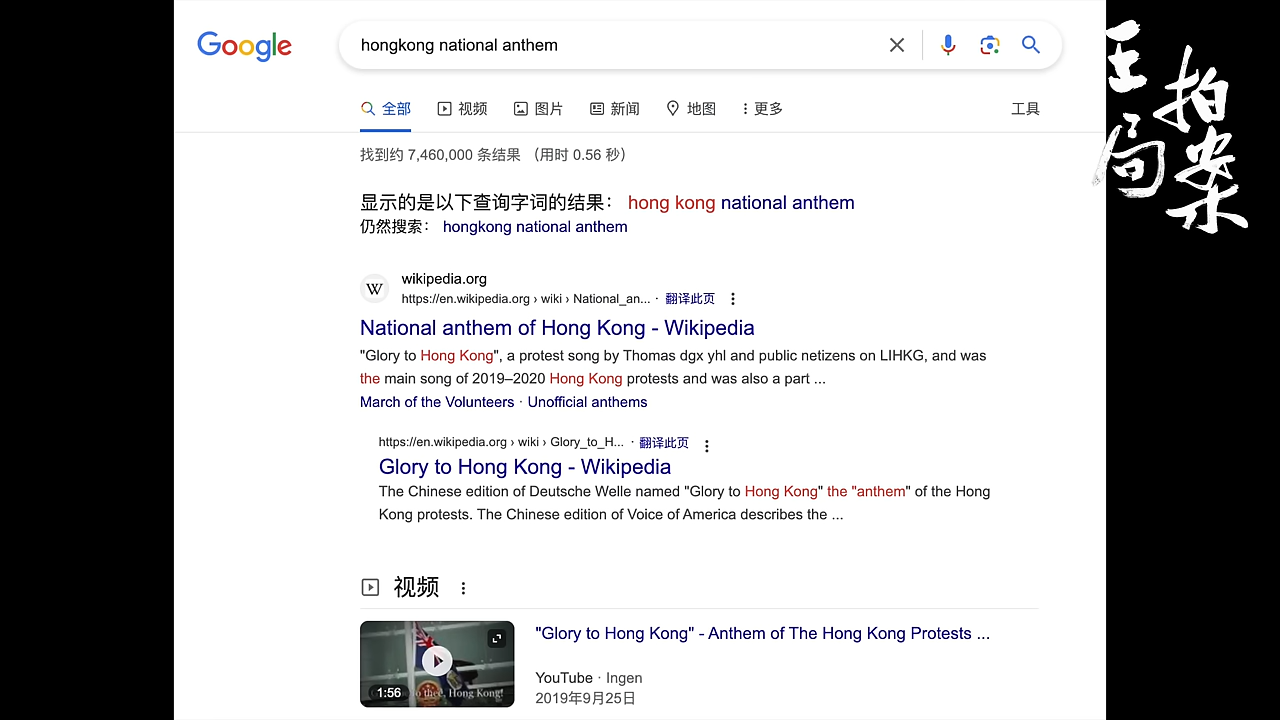 Google
hongkong national anthem
全部 视频 图片 新闻 地图 更多 工具
找到约 7,460,000 条结果 （用时 0.56 秒）
显示的是以下查询字词的结果： hong kong national anthem
仍然搜索： hongkong national anthem
W
wikipedia.org
https://en.wikipedia.org › wiki › National_an... · 翻译此页
National anthem of Hong Kong - Wikipedia
"Glory to Hong Kong", a protest song by Thomas dgx yhl and public netizens on LIHKG, and was
the main song of 2019–2020 Hong Kong protests and was also a part ...
March of the Volunteers · Unofficial anthems
https://en.wikipedia.org › wiki › Glory_to_H... · 翻译此页
Glory to Hong Kong - Wikipedia
The Chinese edition of Deutsche Welle named "Glory to Hong Kong" the "anthem" of the Hong
Kong protests. The Chinese edition of Voice of America describes the ...
视频
"Glory to Hong Kong" - Anthem of The Hong Kong Protests ...
YouTube · Ingen
2019年9月25日
1:56
to thee, Hong Kong!
王局
拍案